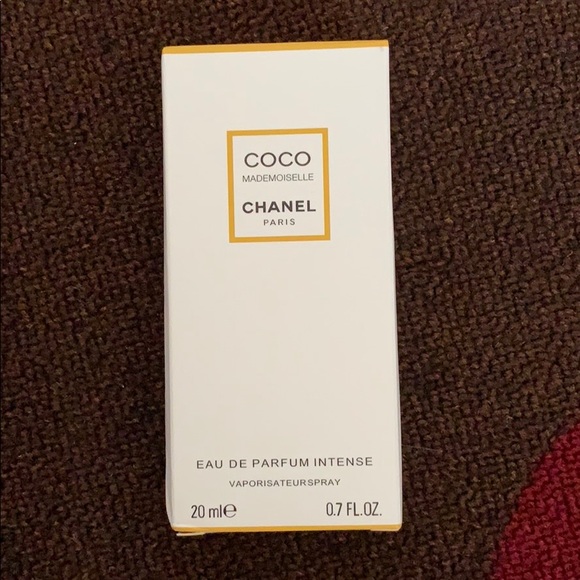 COCO
MADEMOISELLE
CHANEL
PARIS
EAU DE PARFUM INTENSE
VAPORISATEURSPRAY
20 ml℮ 0.7 FL.OZ.